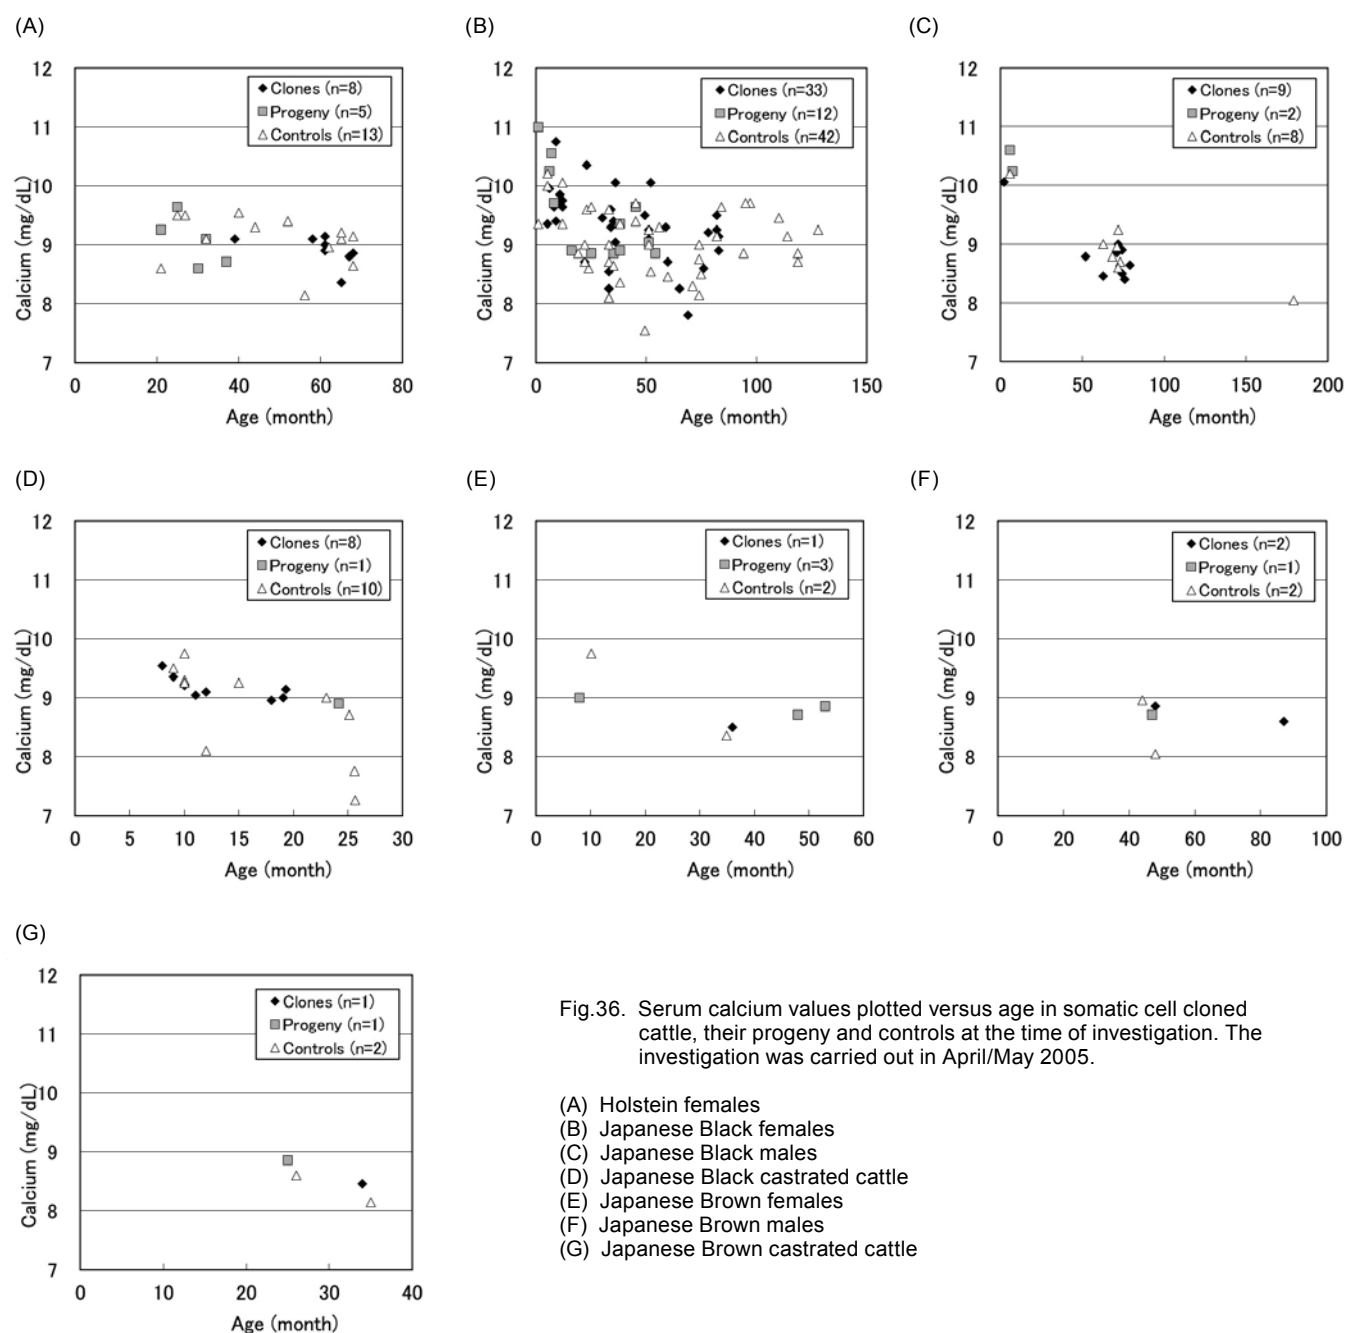 (A)
(B)
(C)
12
11
10
9
8
7
Calcium (mg/dL)
◆ Clones (n=8)
■ Progeny (n=5)
△ Controls (n=13)
0 20 40 60 80
Age (month)
12
11
10
9
8
7
Calcium (mg/dL)
◆ Clones (n=33)
■ Progeny (n=12)
△ Controls (n=42)
0 50 100 150
Age (month)
12
11
10
9
8
7
Calcium (mg/dL)
◆ Clones (n=9)
■ Progeny (n=2)
△ Controls (n=8)
0 50 100 150 200
Age (month)
(D)
(E)
(F)
12
11
10
9
8
7
Calcium (mg/dL)
◆ Clones (n=8)
■ Progeny (n=1)
△ Controls (n=10)
0 5 10 15 20 25 30
Age (month)
12
11
10
9
8
7
Calcium (mg/dL)
◆ Clones (n=1)
■ Progeny (n=3)
△ Controls (n=2)
0 10 20 30 40 50 60
Age (month)
12
11
10
9
8
7
Calcium (mg/dL)
◆ Clones (n=2)
■ Progeny (n=1)
△ Controls (n=2)
0 20 40 60 80 100
Age (month)
(G)
12
11
10
9
8
7
Calcium (mg/dL)
◆ Clones (n=1)
■ Progeny (n=1)
△ Controls (n=2)
0 10 20 30 40
Age (month)
Fig.36. Serum calcium values plotted versus age in somatic cell cloned
cattle, their progeny and controls at the time of investigation. The
investigation was carried out in April/May 2005.
(A) Holstein females
(B) Japanese Black females
(C) Japanese Black males
(D) Japanese Black castrated cattle
(E) Japanese Brown females
(F) Japanese Brown males
(G) Japanese Brown castrated cattle